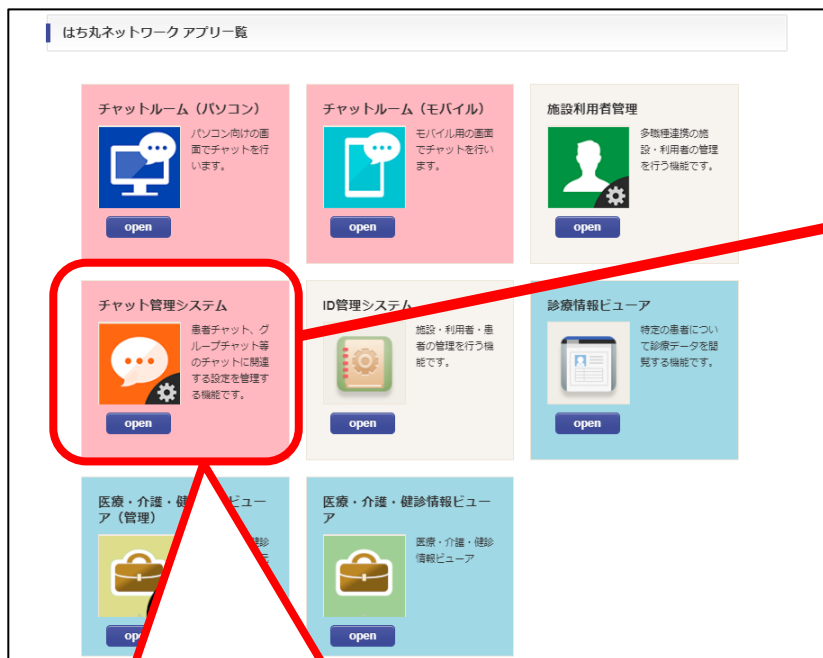 はち丸ネットワーク アプリ一覧
チャットルーム（パソコン）
パソコン向けの画
面でチャットを行
います。
open
チャットルーム（モバイル）
モバイル用の画面
でチャットを行い
ます。
open
施設利用者管理
多職種連携の施
設・利用者の管理
を行う機能です。
open
チャット管理システム
患者チャット、グ
ループチャット等
のチャットに関連
する設定を管理す
る機能です。
open
ID管理システム
施設・利用者・患
者の管理を行う機
能です。
open
診療情報ビューア
特定の患者につい
て診療データを閲
覧する機能です。
open
医療・介護・健 ビュー
ア（管理）
健診
op
医療・介護・健診情報ビュー
ア
医療・介護・健診
情報ビューア
open